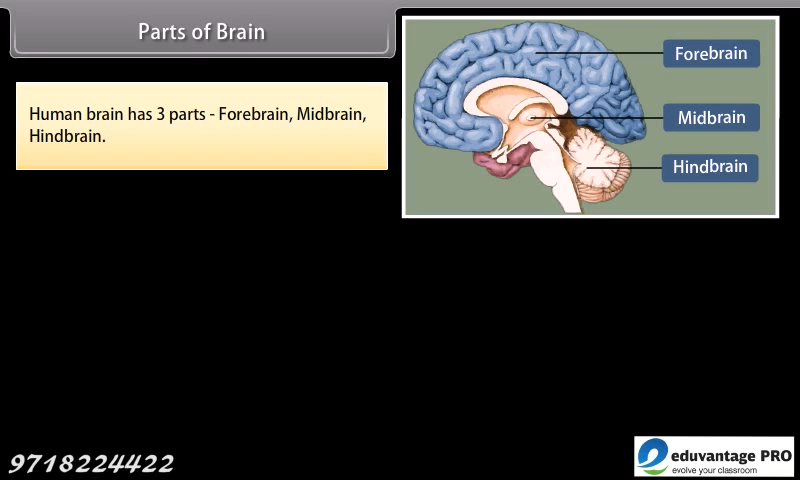 Parts of Brain
Human brain has 3 parts - Forebrain, Midbrain,
Hindbrain.
Forebrain
Midbrain
Hindbrain
9718224422
eduvantage PRO
evolve your classroom